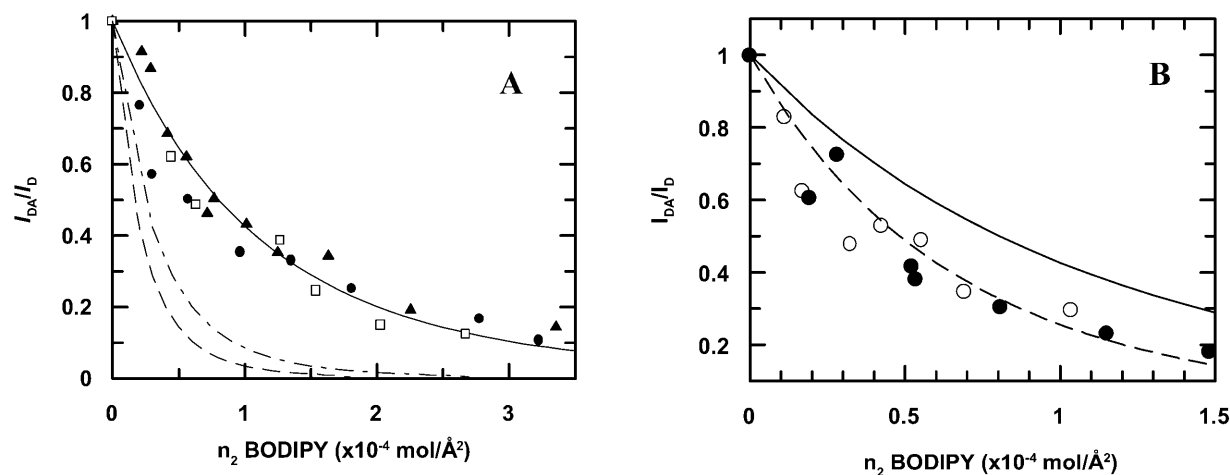 1
0.8
0.6
0.4
0.2
0
I_DA/I_D
A
0 1 2 3
n₂ BODIPY (x10⁻⁴ mol/Å²)
1
0.8
0.6
0.4
0.2
I_DA/I_D
B
0 0.5 1 1.5
n₂ BODIPY (x10⁻⁴ mol/Å²)